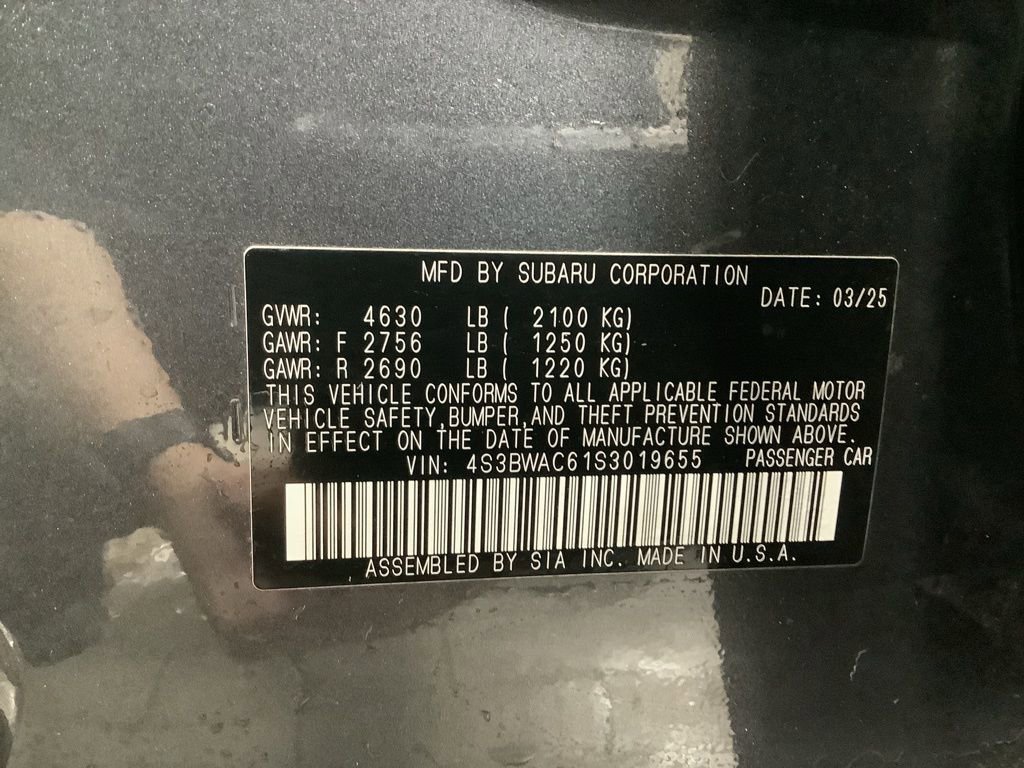 MFD BY SUBARU CORPORATION
DATE: 03/25
GVWR: 4630 LB ( 2100 KG)
GAWR: F 2756 LB ( 1250 KG)
GAWR: R 2690 LB ( 1220 KG)
THIS VEHICLE CONFORMS TO ALL APPLICABLE FEDERAL MOTOR
VEHICLE SAFETY,BUMPER,AND THEFT PREVENTION STANDARDS
IN EFFECT ON THE DATE OF MANUFACTURE SHOWN ABOVE.
VIN: 4S3BWAC61S3019655 PASSENGER CAR
ASSEMBLED BY SIA INC. MADE IN U.S.A.